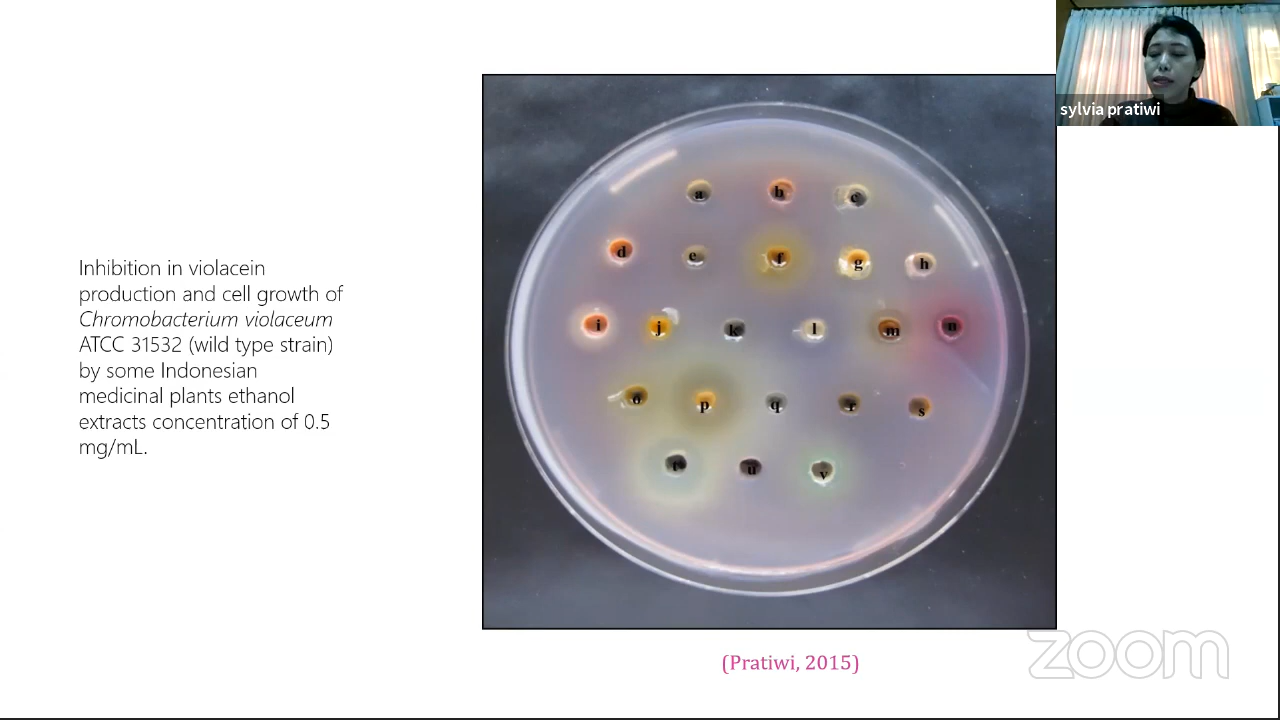 sylvia pratiwi
Inhibition in violacein
production and cell growth of
Chromobacterium violaceum
ATCC 31532 (wild type strain)
by some Indonesian
medicinal plants ethanol
extracts concentration of 0.5
mg/mL.
a b c
d e f g h
i j k l m n
o p q r s
t u v
(Pratiwi, 2015)
zoom